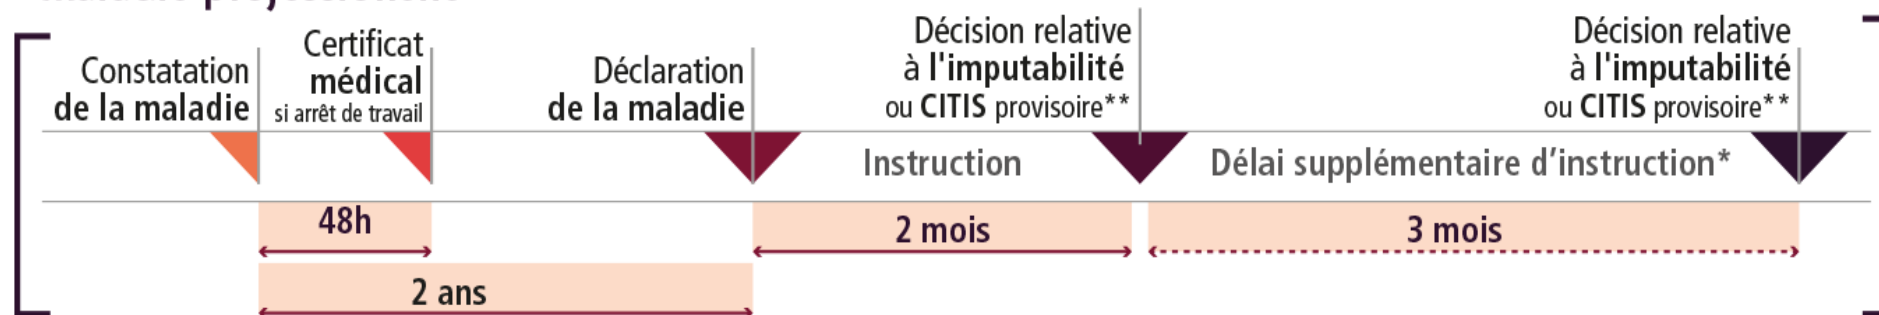 Constatation
de la maladie
Certificat
médical
si arrêt de travail
Déclaration
de la maladie
Décision relative
à l'imputabilité
ou CITIS provisoire**
Décision relative
à l'imputabilité
ou CITIS provisoire**
Instruction
Délai supplémentaire d’instruction*
48h
2 mois
3 mois
2 ans